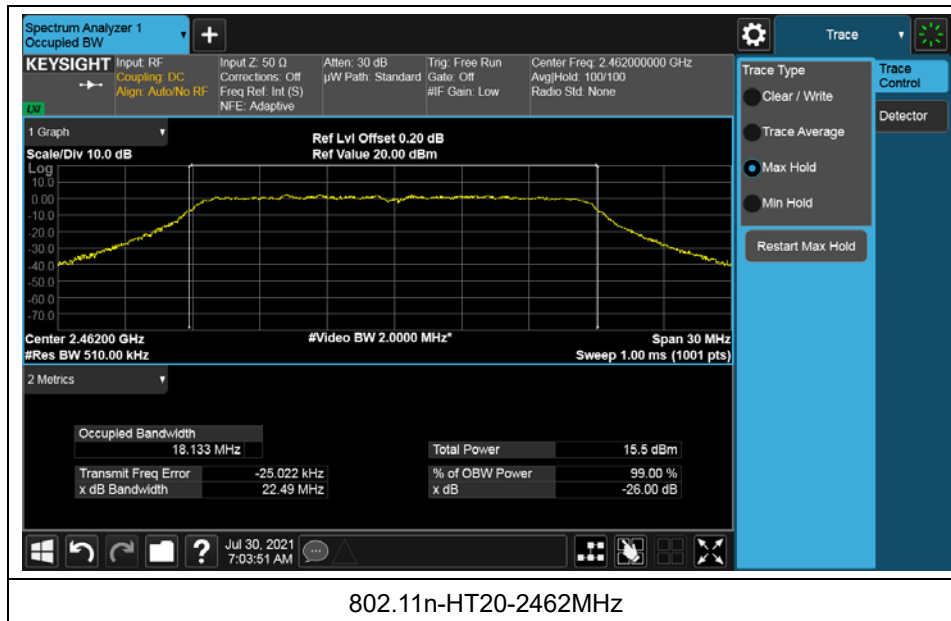 Spectrum Analyzer 1
Occupied BW
Trace
KEYSIGHT
LXI
Input: RF
Coupling: DC
Align: Auto/No RF
Input Z: 50 Ω
Corrections: Off
Freq Ref: Int (S)
NFE: Adaptive
Atten: 30 dB
µW Path: Standard
Trig: Free Run
Gate: Off
#IF Gain: Low
Center Freq: 2.462000000 GHz
Avg|Hold: 100/100
Radio Std: None
Trace Type
Clear / Write
Trace Average
Max Hold
Min Hold
Restart Max Hold
Trace
Control
Detector
1 Graph
Scale/Div 10.0 dB
Ref Lvl Offset 0.20 dB
Ref Value 20.00 dBm
Log
10.0
0.00
-10.0
-20.0
-30.0
-40.0
-50.0
-60.0
-70.0
Center 2.46200 GHz
#Video BW 2.0000 MHz*
Span 30 MHz
#Res BW 510.00 kHz
Sweep 1.00 ms (1001 pts)
2 Metrics
Occupied Bandwidth
18.133 MHz
Total Power 15.5 dBm
Transmit Freq Error -25.022 kHz
% of OBW Power 99.00 %
x dB Bandwidth 22.49 MHz
x dB -26.00 dB
?
Jul 30, 2021
7:03:51 AM
802.11n-HT20-2462MHz